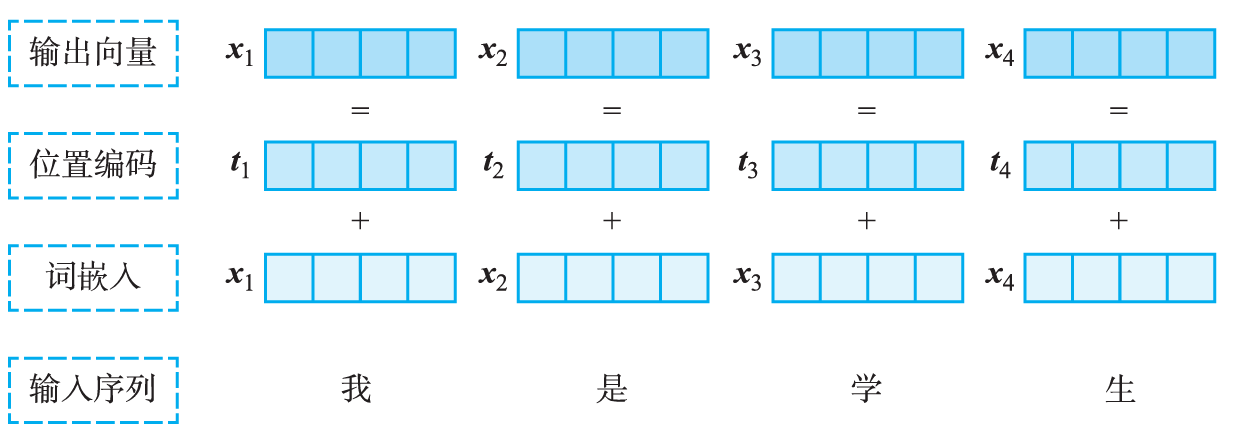 输出向量 x₁ x₂ x₃ x₄
= = = =
位置编码 t₁ t₂ t₃ t₄
+ + + +
词嵌入 x₁ x₂ x₃ x₄
输入序列 我 是 学 生